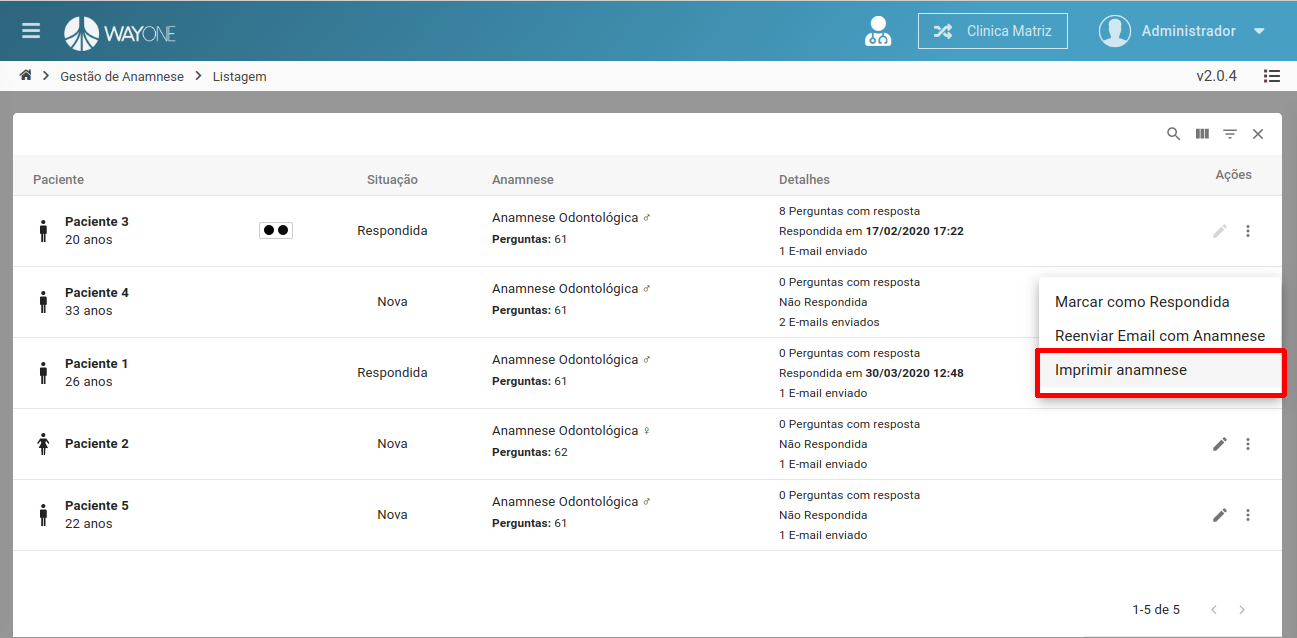 WAYONE
Clinica Matriz
Administrador
Gestão de Anamnese
Listagem
v2.0.4
Paciente
Situação
Anamnese
Detalhes
Ações
Paciente 3
20 anos
Respondida
Anamnese Odontológica ♂
Perguntas: 61
8 Perguntas com resposta
Respondida em 17/02/2020 17:22
1 E-mail enviado
Paciente 4
33 anos
Nova
Anamnese Odontológica ♂
Perguntas: 61
0 Perguntas com resposta
Não Respondida
2 E-mails enviados
Marcar como Respondida
Reenviar Email com Anamnese
Imprimir anamnese
Paciente 1
26 anos
Respondida
Anamnese Odontológica ♂
Perguntas: 61
0 Perguntas com resposta
Respondida em 30/03/2020 12:48
1 E-mail enviado
Paciente 2
Nova
Anamnese Odontológica ♀
Perguntas: 62
0 Perguntas com resposta
Não Respondida
1 E-mail enviado
Paciente 5
22 anos
Nova
Anamnese Odontológica ♂
Perguntas: 61
0 Perguntas com resposta
Não Respondida
1 E-mail enviado
1-5 de 5